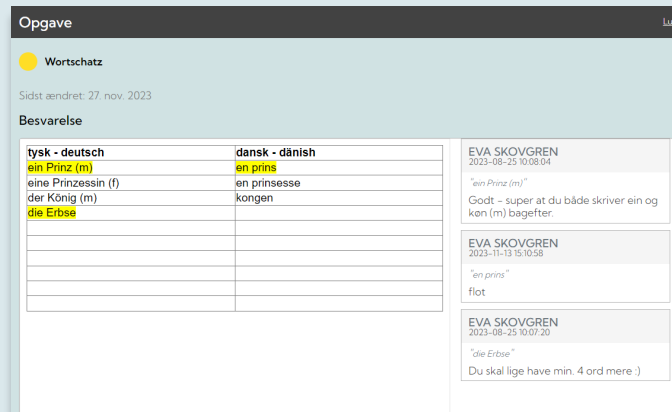 Opgave
Wortschatz
Sidst ændret: 27. nov. 2023
Besvarelse
tysk - deutsch dansk - dänish
ein Prinz (m) en prins
eine Prinzessin (f) en prinsesse
der König (m) kongen
die Erbse
EVA SKOVGREN
2023-08-25 10:08:04
"ein Prinz (m)"
Godt - super at du både skriver ein og
køn (m) bagefter.
EVA SKOVGREN
2023-11-13 15:10:58
"en prins"
flot
EVA SKOVGREN
2023-08-25 10:07:20
"die Erbse"
Du skal lige have min. 4 ord mere :)